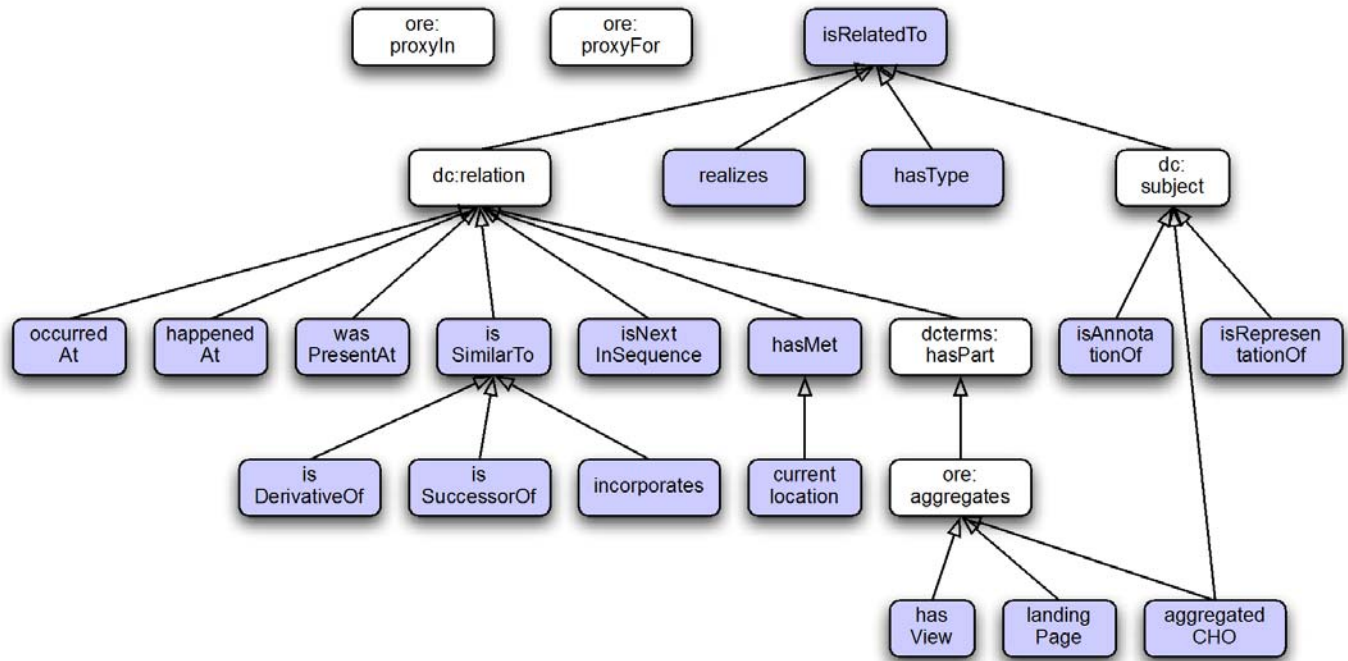 ore:
proxyIn
ore:
proxyFor
isRelatedTo
dc:relation
realizes
hasType
dc:
subject
occurred
At
happened
At
was
PresentAt
is
SimilarTo
isNext
InSequence
hasMet
dcterms:
hasPart
isAnnota
tionOf
isRepresen
tationOf
is
DerivativeOf
is
SuccessorOf
incorporates
current
location
ore:
aggregates
has
View
landing
Page
aggregated
CHO